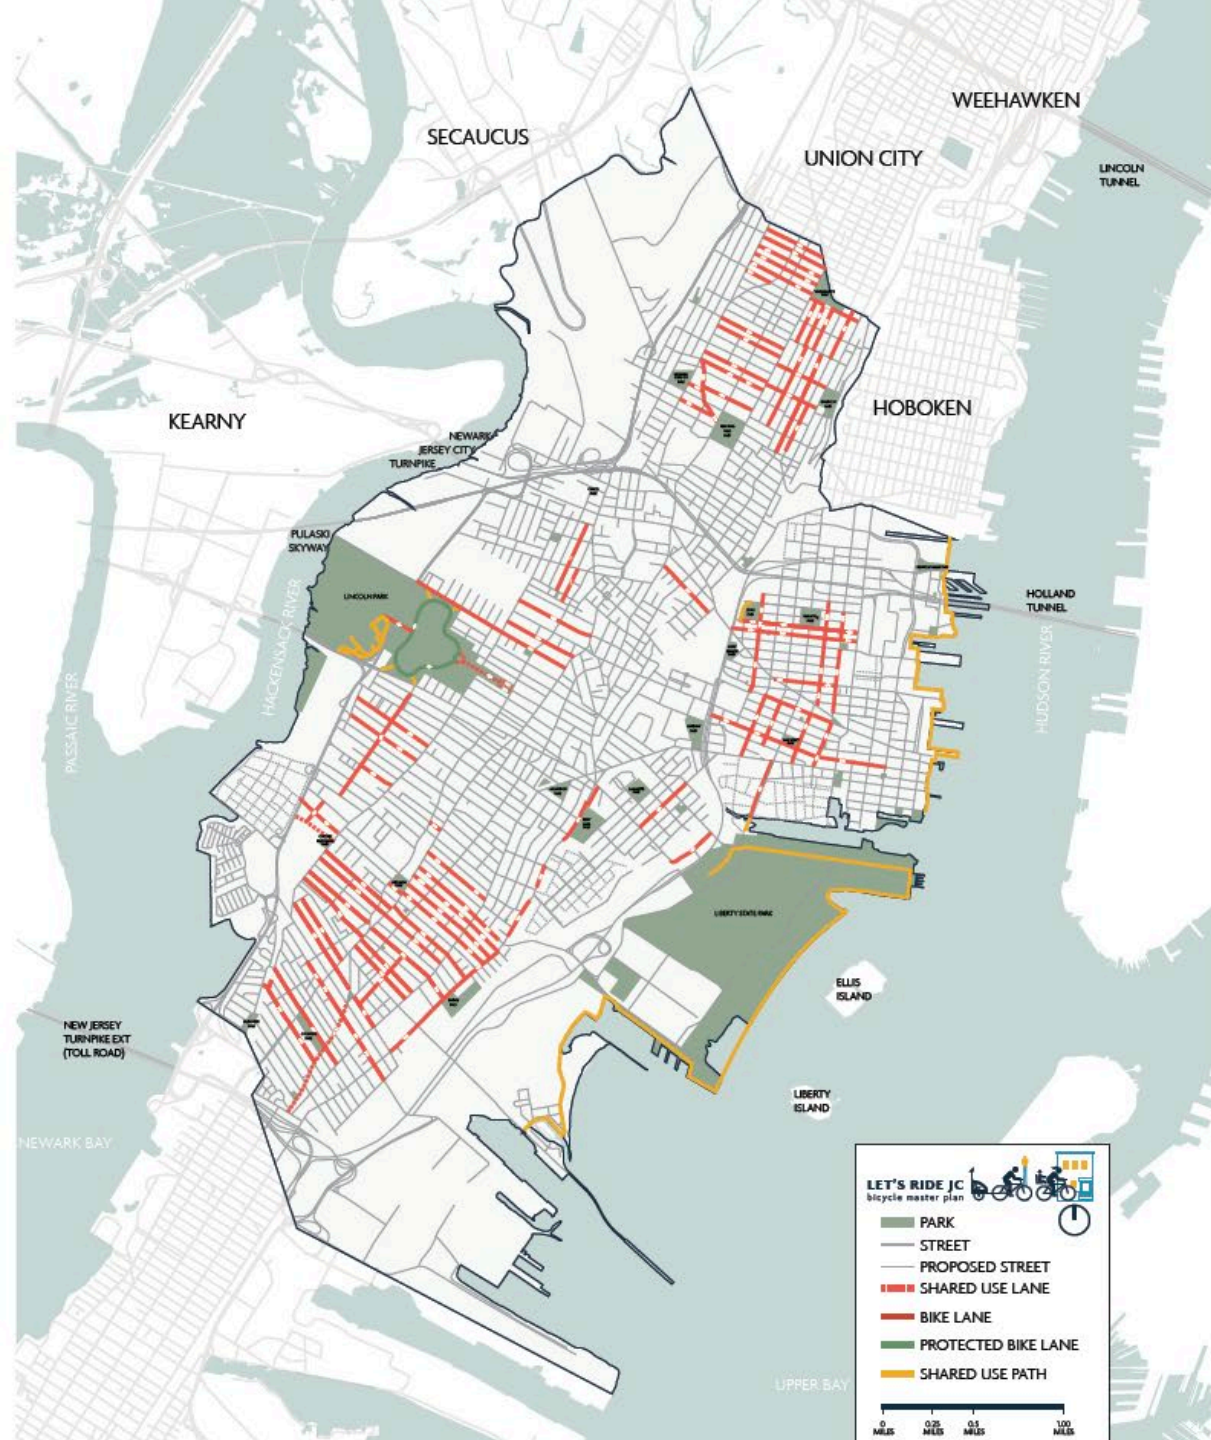 WEEHAWKEN
SECAUCUS
UNION CITY
LINCOLN
TUNNEL
KEARNY
HOBOKEN
NEWARK
JERSEY CITY
TURNPIKE
PULASKI
SKYWAY
LINCOLN PARK
HOLLAND
TUNNEL
HACKENSACK RIVER
PASSAIC RIVER
HUDSON RIVER
LIBERTY STATE PARK
ELLIS
ISLAND
NEW JERSEY
TURNPIKE EXT
(TOLL ROAD)
LIBERTY
ISLAND
NEWARK BAY
UPPER BAY
LET'S RIDE JC
bicycle master plan
PARK
STREET
PROPOSED STREET
SHARED USE LANE
BIKE LANE
PROTECTED BIKE LANE
SHARED USE PATH
0 0.25 0.5 1.00
MILES MILES MILES MILES